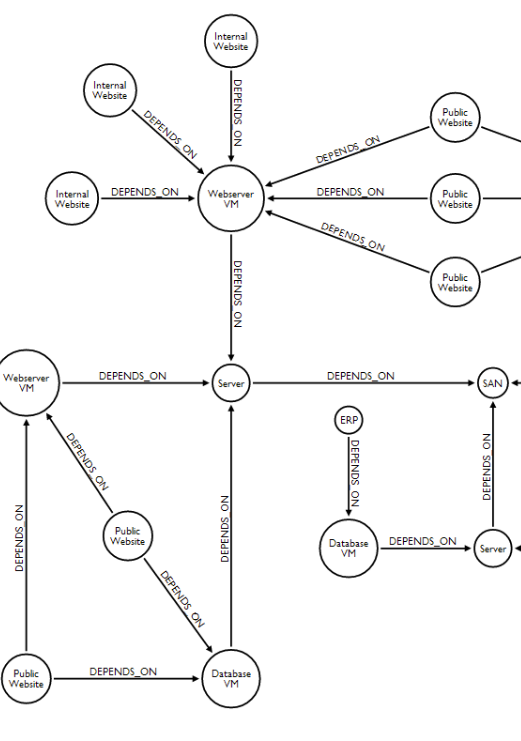 Internal
Website
Internal
Website
DEPENDS_ON
DEPENDS_ON
Public
Website
DEPENDS_ON
Internal
Website
DEPENDS_ON
Webserver
VM
DEPENDS_ON
Public
Website
DEPENDS_ON
Public
Website
DEPENDS_ON
Webserver
VM
DEPENDS_ON
Server
DEPENDS_ON
SAN
ERP
DEPENDS_ON
DEPENDS_ON
DEPENDS_ON
DEPENDS_ON
DEPENDS_ON
Public
Website
Database
VM
DEPENDS_ON
Server
DEPENDS_ON
Public
Website
DEPENDS_ON
Database
VM